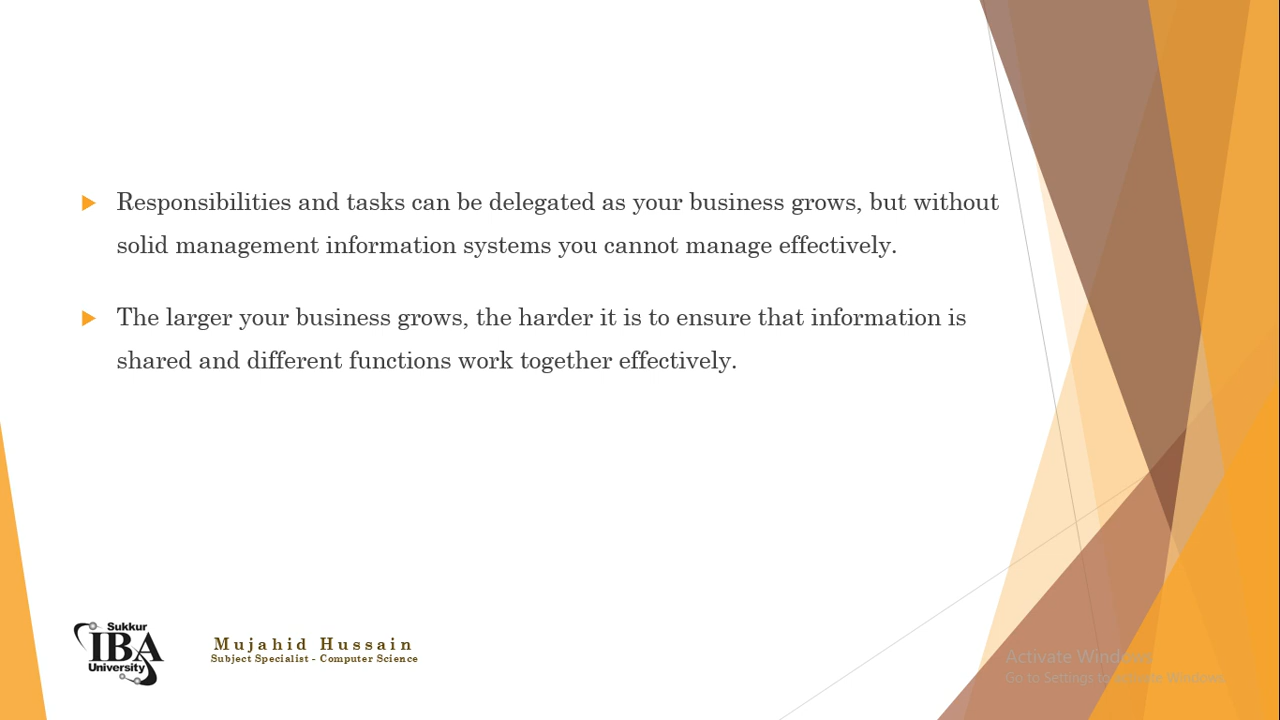 Responsibilities and tasks can be delegated as your business grows, but without
solid management information systems you cannot manage effectively.
The larger your business grows, the harder it is to ensure that information is
shared and different functions work together effectively.
Sukkur
IBA
University
Mujahid Hussain
Subject Specialist - Computer Science
Activate Windows
Go to Settings to activate Windows.